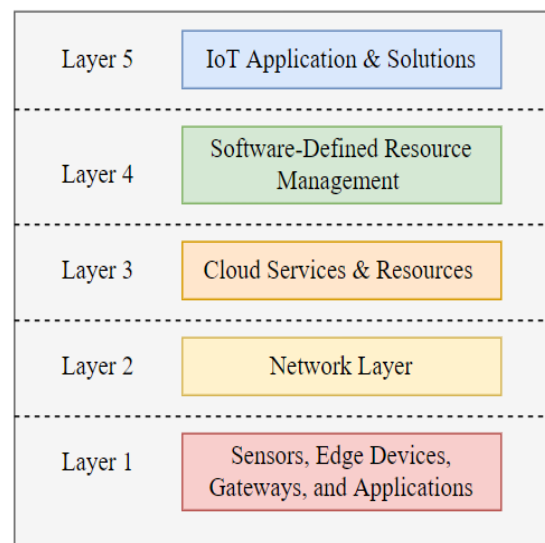 Layer 5
IoT Application & Solutions
Layer 4
Software-Defined Resource
Management
Layer 3
Cloud Services & Resources
Layer 2
Network Layer
Layer 1
Sensors, Edge Devices,
Gateways, and Applications